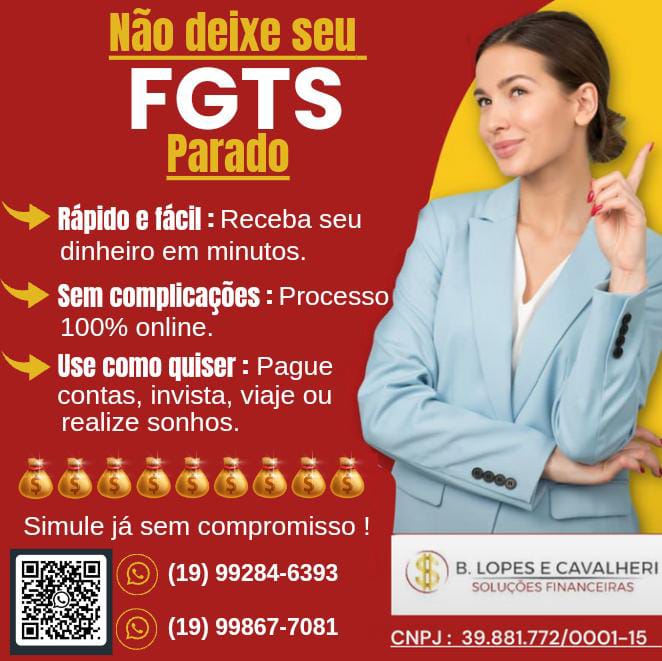 Não deixe seu
FGTS
Parado
Rápido e fácil : Receba seu
dinheiro em minutos.
Sem complicações : Processo
100% online.
Use como quiser : Pague
contas, invista, viaje ou
realize sonhos.
Simule já sem compromisso !
(19) 99284-6393
(19) 99867-7081
B. LOPES E CAVALHERI
SOLUÇÕES FINANCEIRAS
CNPJ : 39.881.772/0001-15